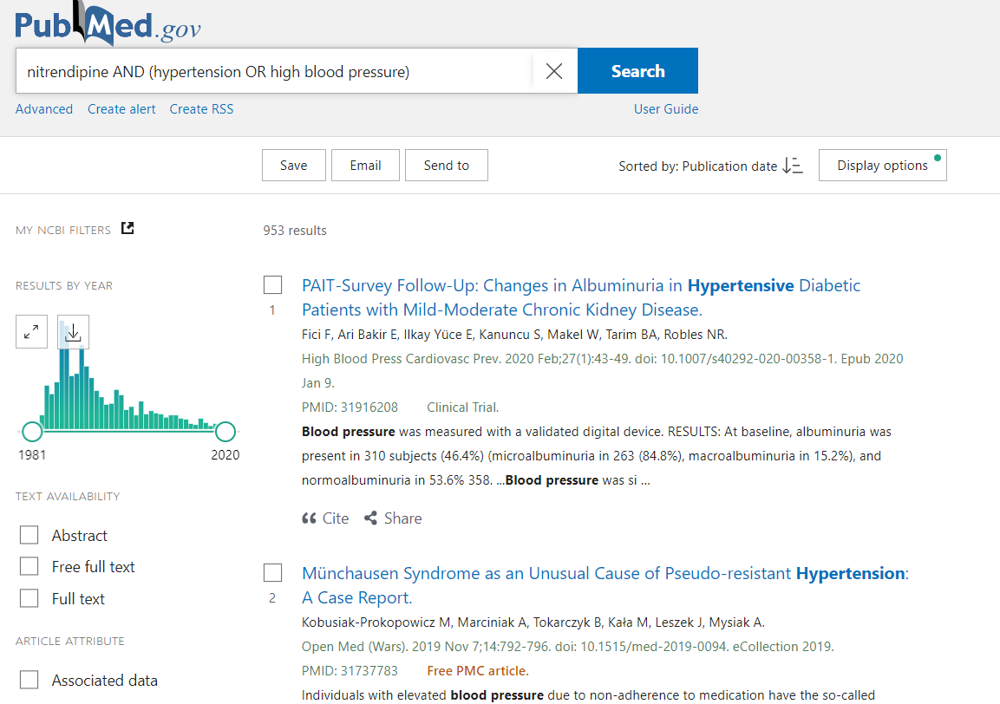 PubMed.gov
nitrendipine AND (hypertension OR high blood pressure)
Search
Advanced Create alert Create RSS User Guide
Save Email Send to Sorted by: Publication date Display options
MY NCBI FILTERS
953 results
RESULTS BY YEAR
1981 2020
TEXT AVAILABILITY
Abstract
Free full text
Full text
ARTICLE ATTRIBUTE
Associated data
1
PAIT-Survey Follow-Up: Changes in Albuminuria in Hypertensive Diabetic
Patients with Mild-Moderate Chronic Kidney Disease.
Fici F, Ari Bakir E, Ilkay Yüce E, Kanuncu S, Makel W, Tarim BA, Robles NR.
High Blood Press Cardiovasc Prev. 2020 Feb;27(1):43-49. doi: 10.1007/s40292-020-00358-1. Epub 2020
Jan 9.
PMID: 31916208 Clinical Trial.
Blood pressure was measured with a validated digital device. RESULTS: At baseline, albuminuria was
present in 310 subjects (46.4%) (microalbuminuria in 263 (84.8%), macroalbuminuria in 15.2%), and
normoalbuminuria in 53.6% 358. ...Blood pressure was si ...
Cite Share
2
Münchausen Syndrome as an Unusual Cause of Pseudo-resistant Hypertension:
A Case Report.
Kobusiak-Prokopowicz M, Marciniak A, Tokarczyk B, Kała M, Leszek J, Mysiak A.
Open Med (Wars). 2019 Nov 7;14:792-796. doi: 10.1515/med-2019-0094. eCollection 2019.
PMID: 31737783 Free PMC article.
Individuals with elevated blood pressure due to non-adherence to medication have the so-called